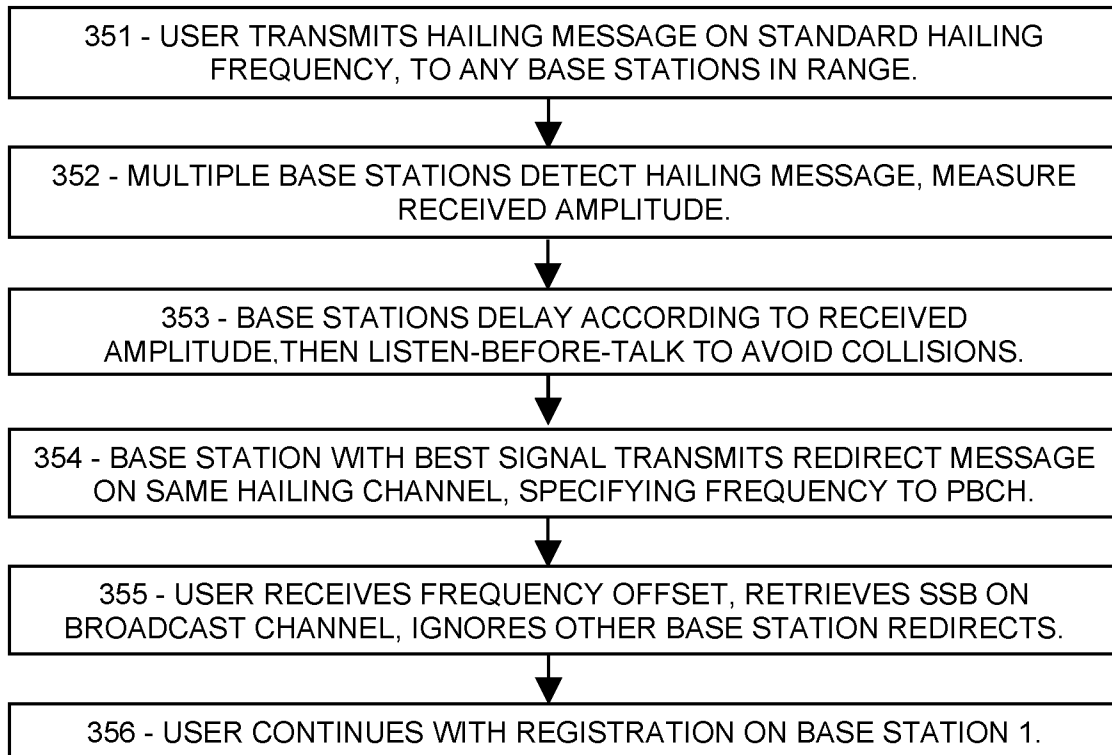 351 - USER TRANSMITS HAILING MESSAGE ON STANDARD HAILING
FREQUENCY, TO ANY BASE STATIONS IN RANGE.
352 - MULTIPLE BASE STATIONS DETECT HAILING MESSAGE, MEASURE
RECEIVED AMPLITUDE.
353 - BASE STATIONS DELAY ACCORDING TO RECEIVED
AMPLITUDE,THEN LISTEN-BEFORE-TALK TO AVOID COLLISIONS.
354 - BASE STATION WITH BEST SIGNAL TRANSMITS REDIRECT MESSAGE
ON SAME HAILING CHANNEL, SPECIFYING FREQUENCY TO PBCH.
355 - USER RECEIVES FREQUENCY OFFSET, RETRIEVES SSB ON
BROADCAST CHANNEL, IGNORES OTHER BASE STATION REDIRECTS.
356 - USER CONTINUES WITH REGISTRATION ON BASE STATION 1.